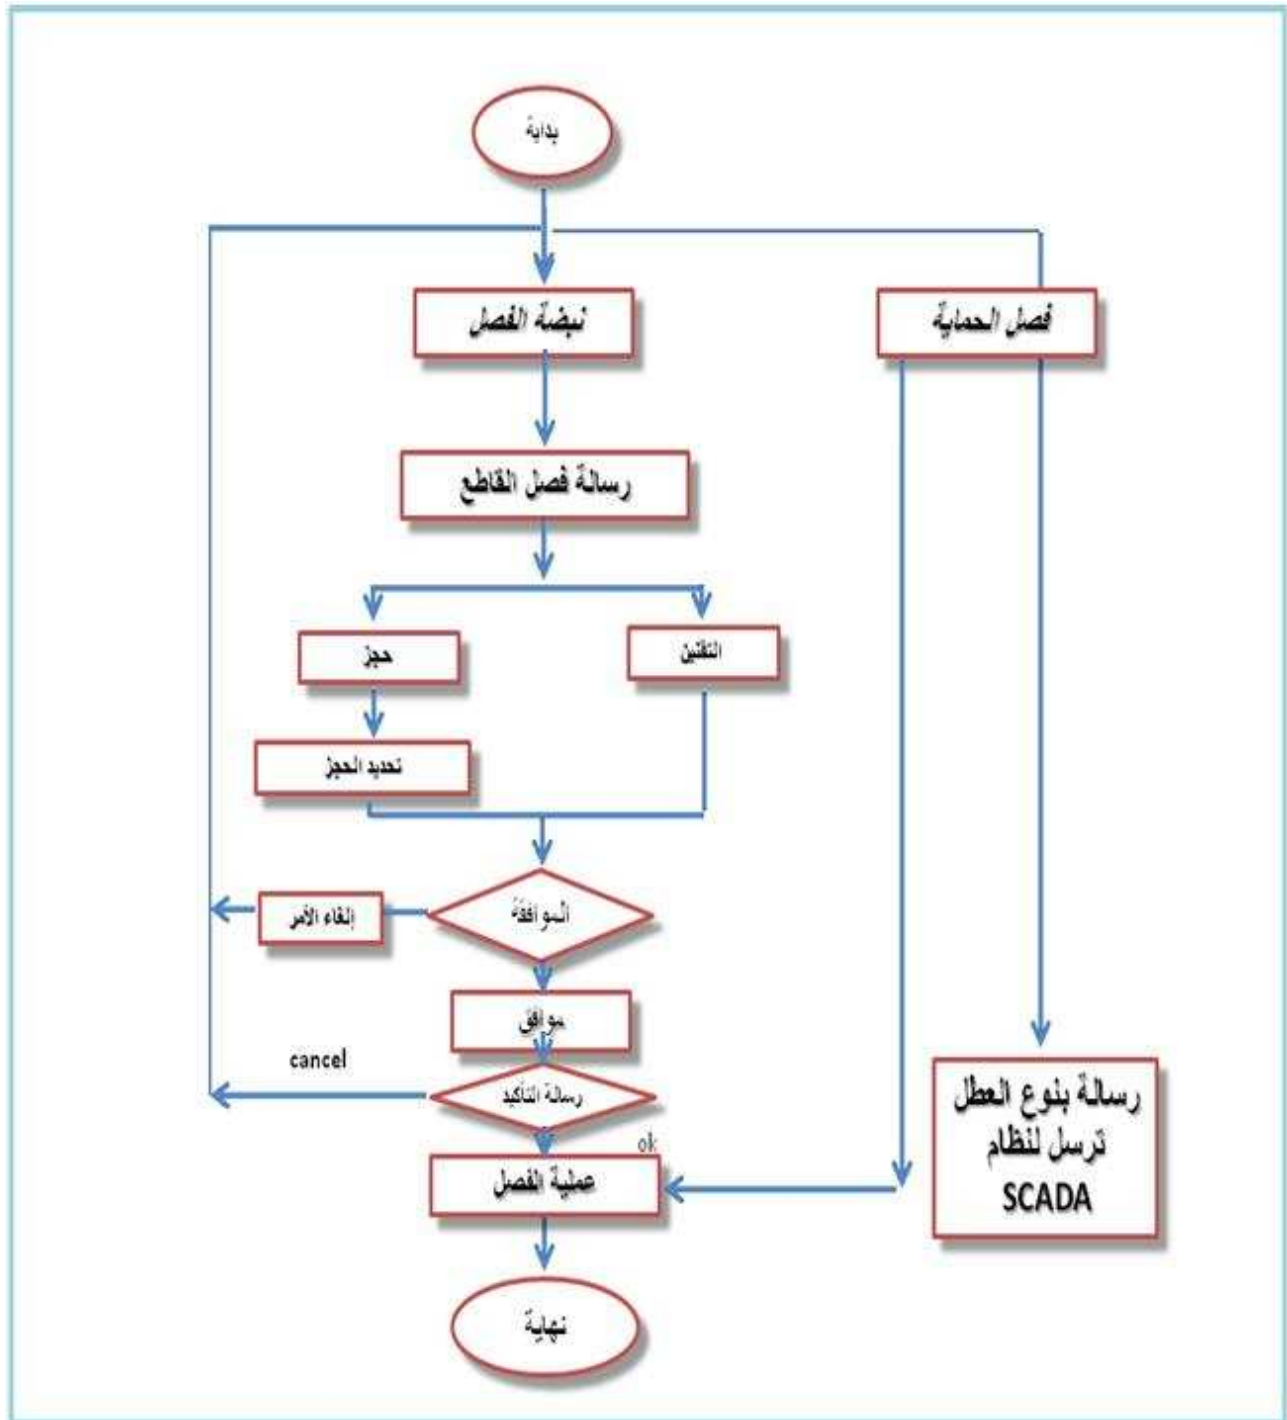 بداية
نبضة الفصل
فصل الحماية
رسالة فصل القاطع
حجز
التقنين
تحديد الحجز
الموافقة
إلغاء الأمر
موافق
cancel
رسالة التأكيد
ok
عملية الفصل
رسالة بنوع العطل
ترسل لنظام
SCADA
نهاية